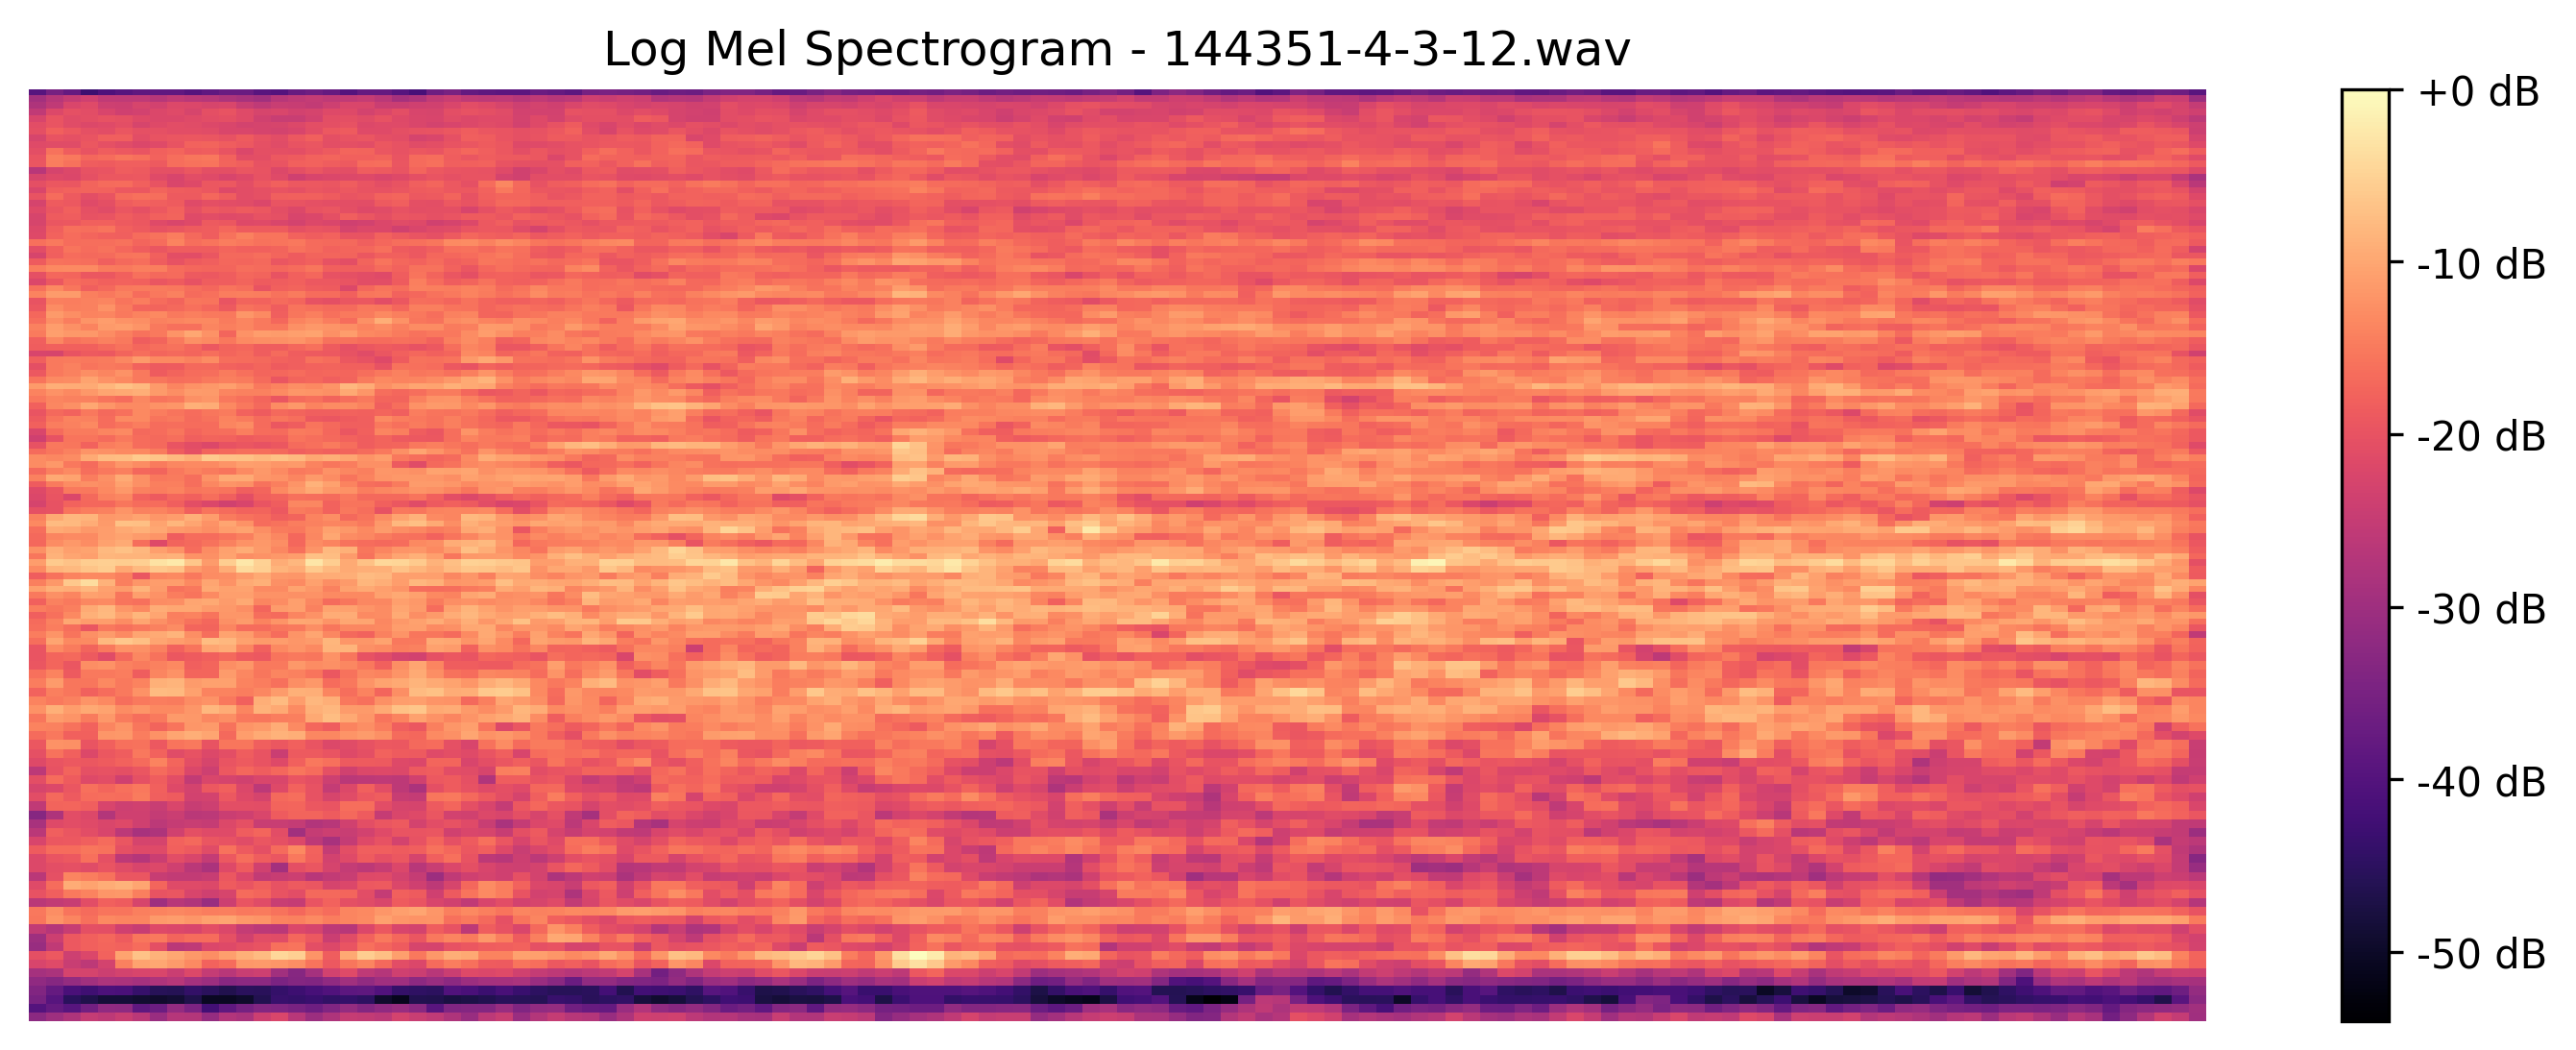 Log Mel Spectrogram - 144351-4-3-12.wav
+0 dB
-10 dB
-20 dB
-30 dB
-40 dB
-50 dB